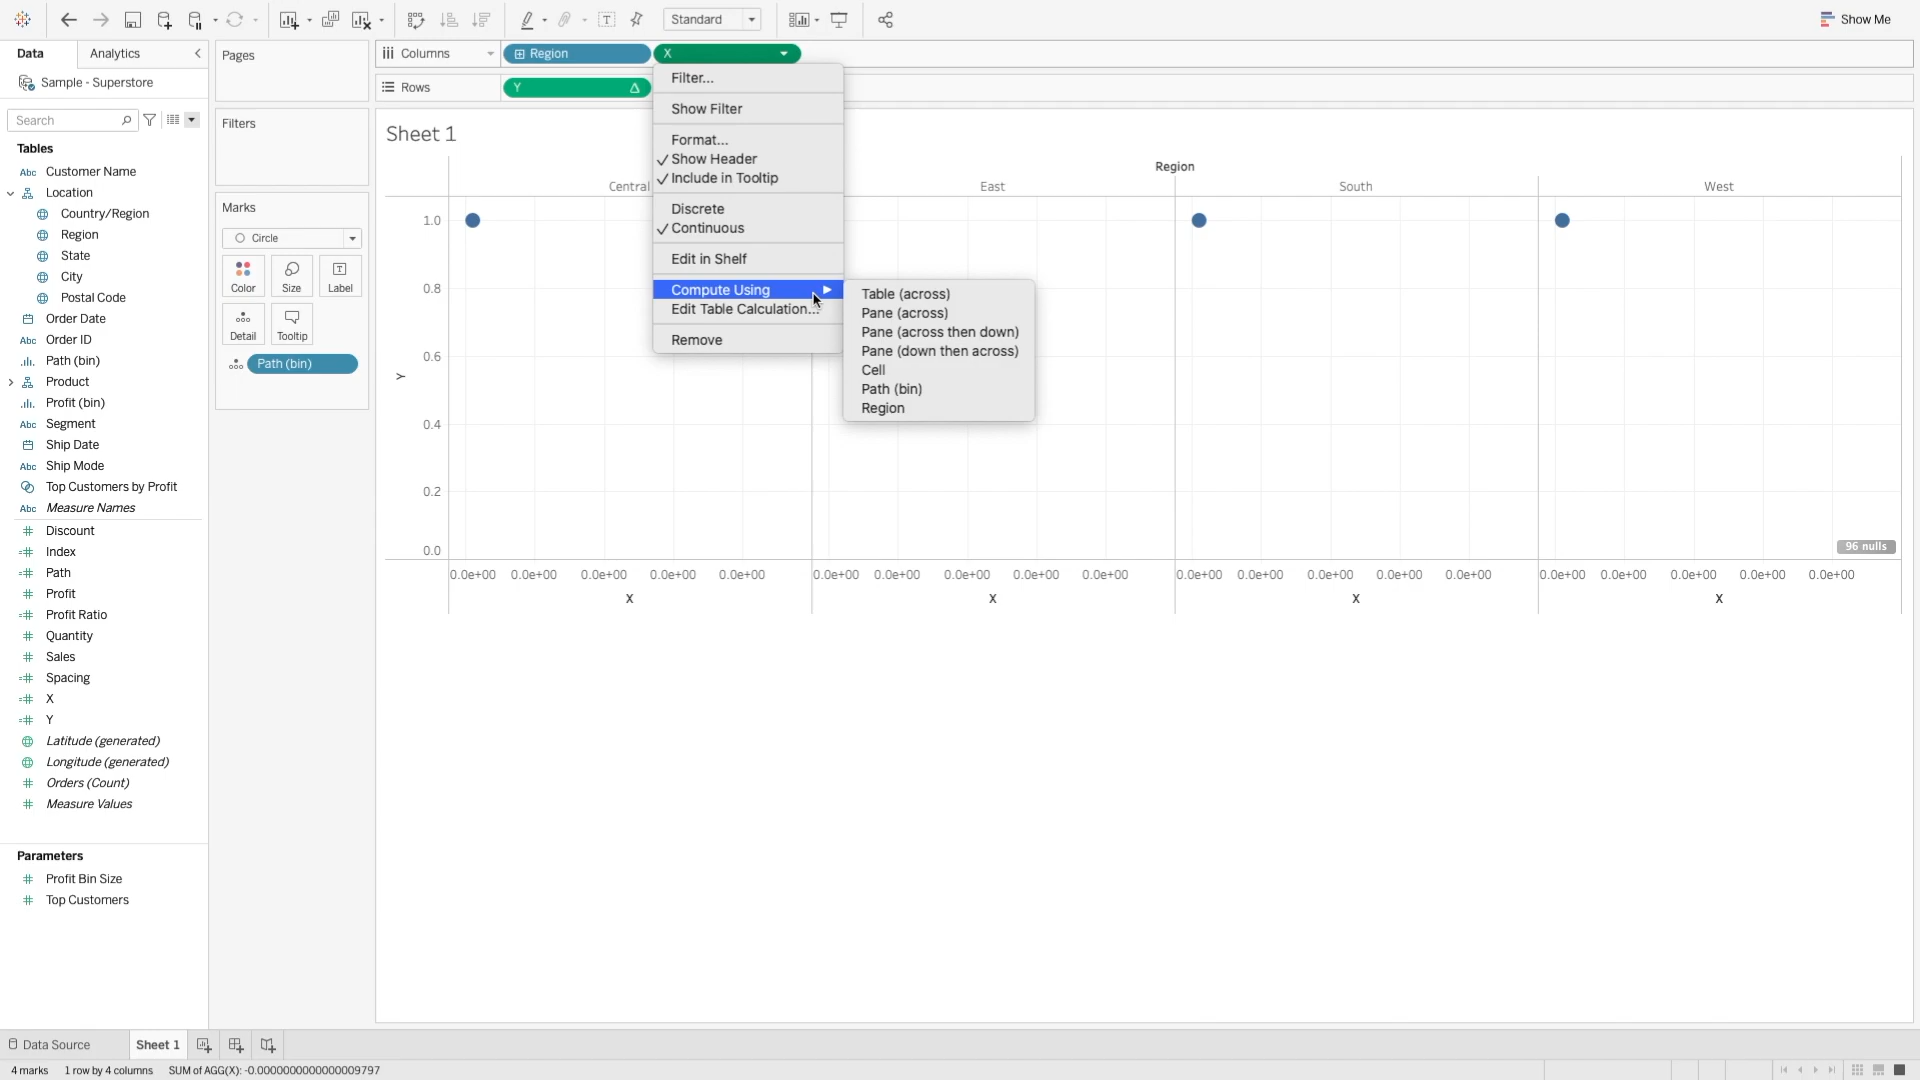 Standard
Show Me
Data
Analytics
Sample - Superstore
Search
Tables
Abc Customer Name
Location
Country/Region
Region
State
City
Postal Code
Order Date
Abc Order ID
Path (bin)
Product
Profit (bin)
Abc Segment
Ship Date
Abc Ship Mode
Top Customers by Profit
Abc Measure Names
Discount
Index
Path
Profit
Profit Ratio
Quantity
Sales
Spacing
X
Y
Latitude (generated)
Longitude (generated)
Orders (Count)
Measure Values
Parameters
Profit Bin Size
Top Customers
Pages
Filters
Marks
Circle
Color Size Label
Detail Tooltip
Path (bin)
Columns Region X
Rows Y
Filter...
Show Filter
Format...
Show Header
Include in Tooltip
Discrete
Continuous
Edit in Shelf
Compute Using
Edit Table Calculation...
Remove
Table (across)
Pane (across)
Pane (across then down)
Pane (down then across)
Cell
Path (bin)
Region
Sheet 1
Region
Central East South West
1.0
0.8
0.6
0.4
0.2
0.0
Y
96 nulls
0.0e+00 0.0e+00 0.0e+00 0.0e+00 0.0e+00 0.0e+00 0.0e+00 0.0e+00 0.0e+00 0.0e+00 0.0e+00 0.0e+00 0.0e+00 0.0e+00 0.0e+00 0.0e+00 0.0e+00 0.0e+00 0.0e+00 0.0e+00
X X X X
Data Source Sheet 1
4 marks 1 row by 4 columns SUM of AGG(X): -0.0000000000000009797